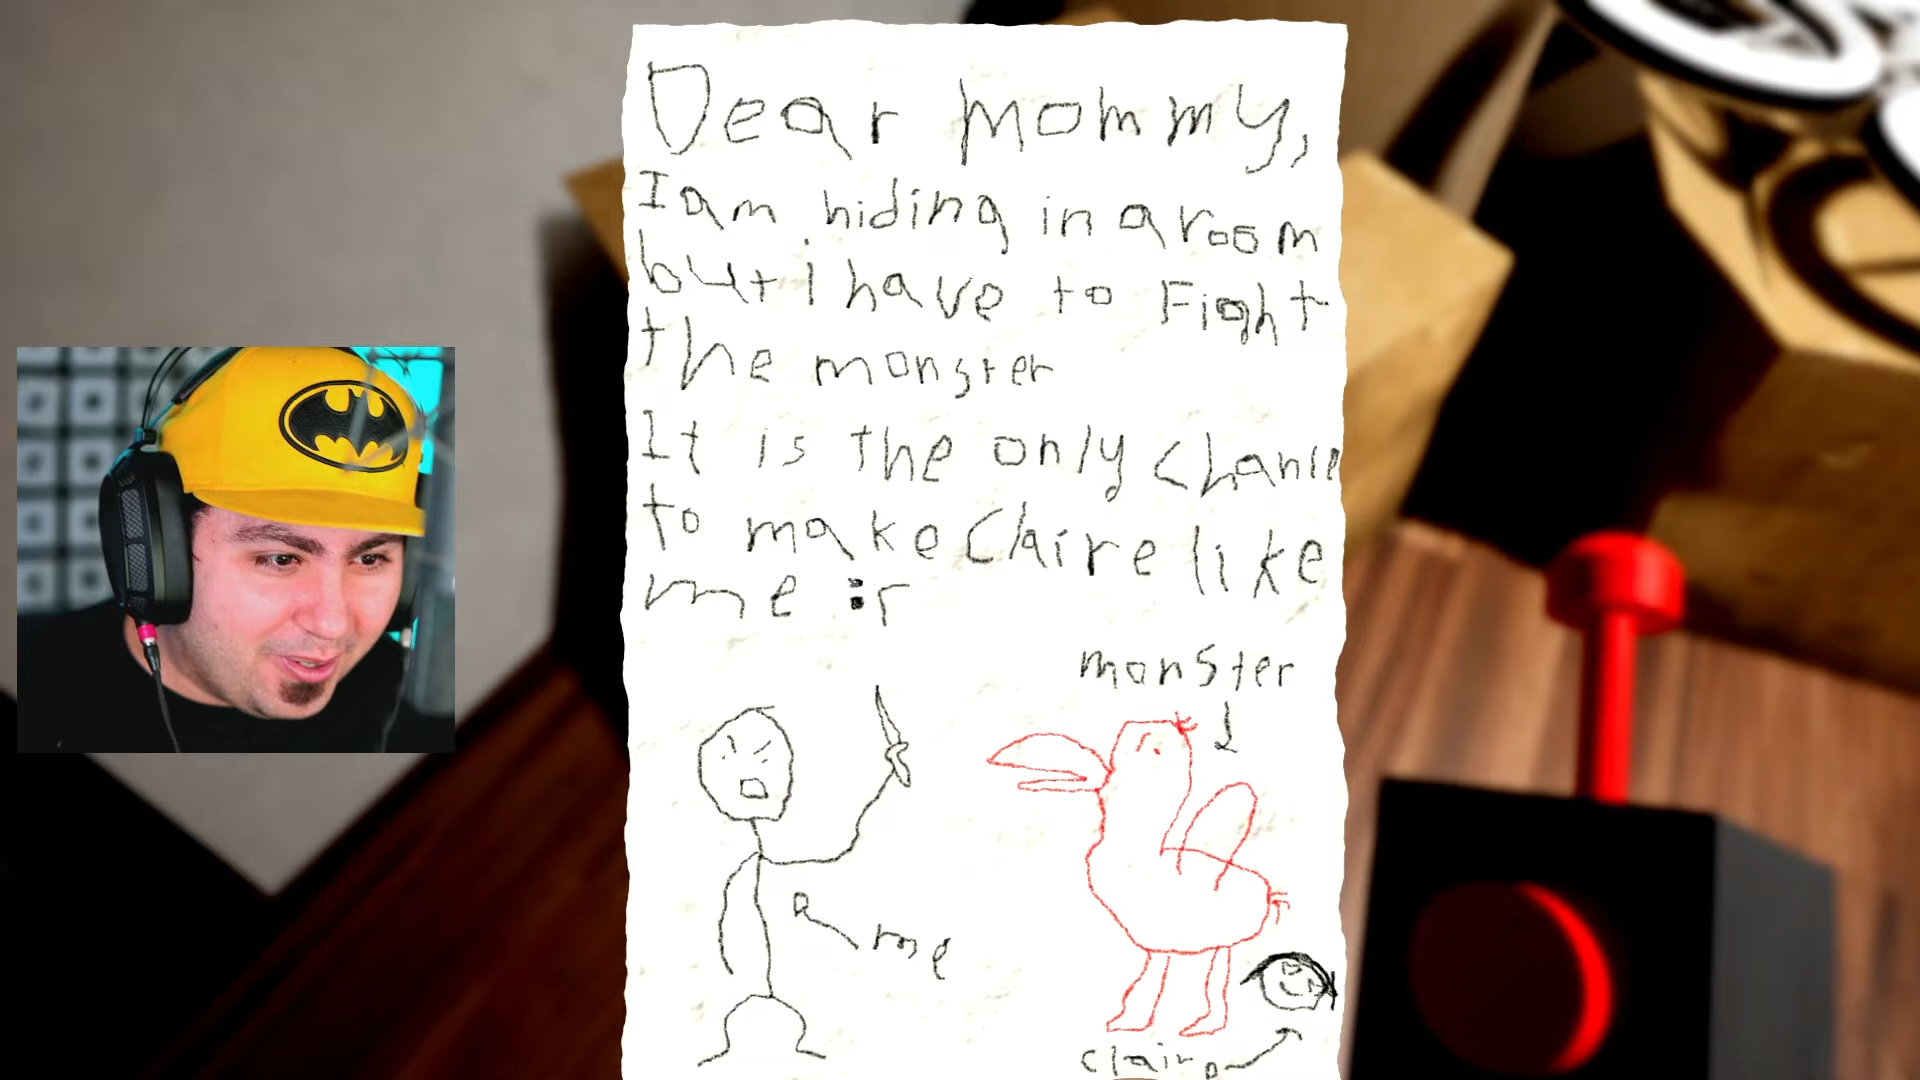 Dear Mommy,
I am hiding in a room
but i have to Fight
the monster
It is the only chance
to make Claire like
me :r
monster
me
claire